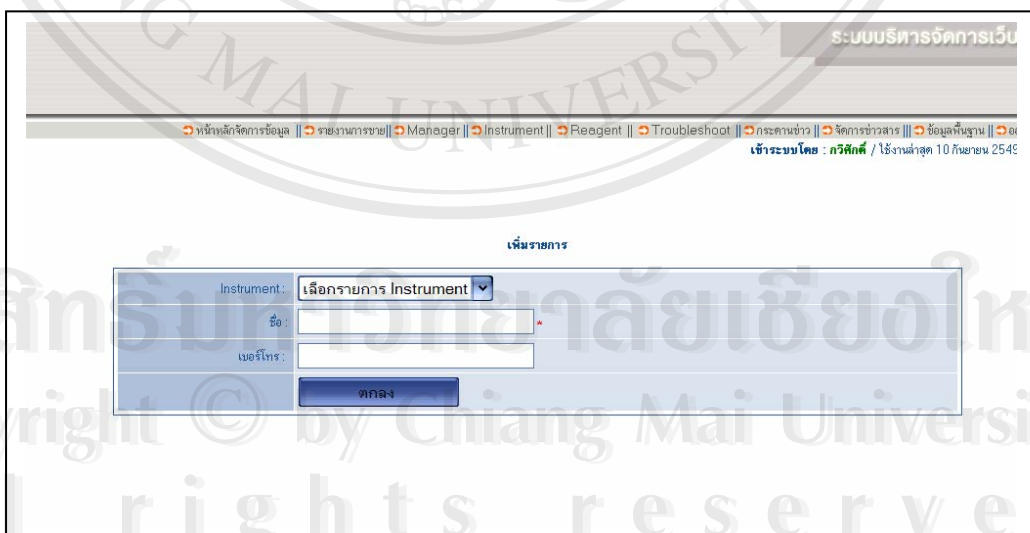 ระบบบริหารจัดการเว็บ
หน้าหลักจัดการข้อมูล || รายงานการขาย || Manager || Instrument || Reagent || Troubleshoot || กระดานข่าว || จัดการข่าวสาร ||| ข้อมูลพื้นฐาน || ออ
เข้าระบบโดย : กวีศักดิ์ / ใช้งานล่าสุด 10 กันยายน 2549
เพิ่มรายการ
Instrument : เลือกรายการ Instrument
ชื่อ : *
เบอร์โทร :
ตกลง
NG MAI UNIVERSI
สิทธิ์มหาวิทยาลัยเชียงให
yright © by Chiang Mai Universi
l rights reserve